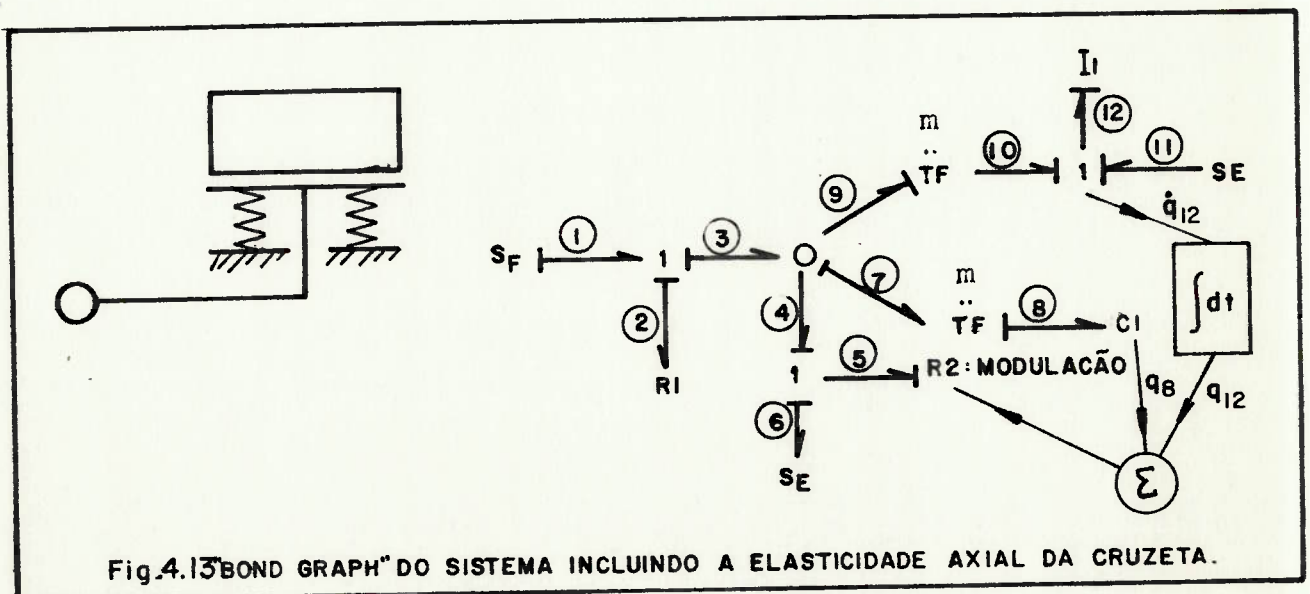 I1
12
m
..
TF
10
1
11
SE
9
q̇12
SF
1
1
3
O
7
m
..
TF
8
C1
∫dt
2
4
R1
1
5
R2: MODULACÃO
q8
q12
6
SE
Σ
Fig.4.13"BOND GRAPH" DO SISTEMA INCLUINDO A ELASTICIDADE AXIAL DA CRUZETA.